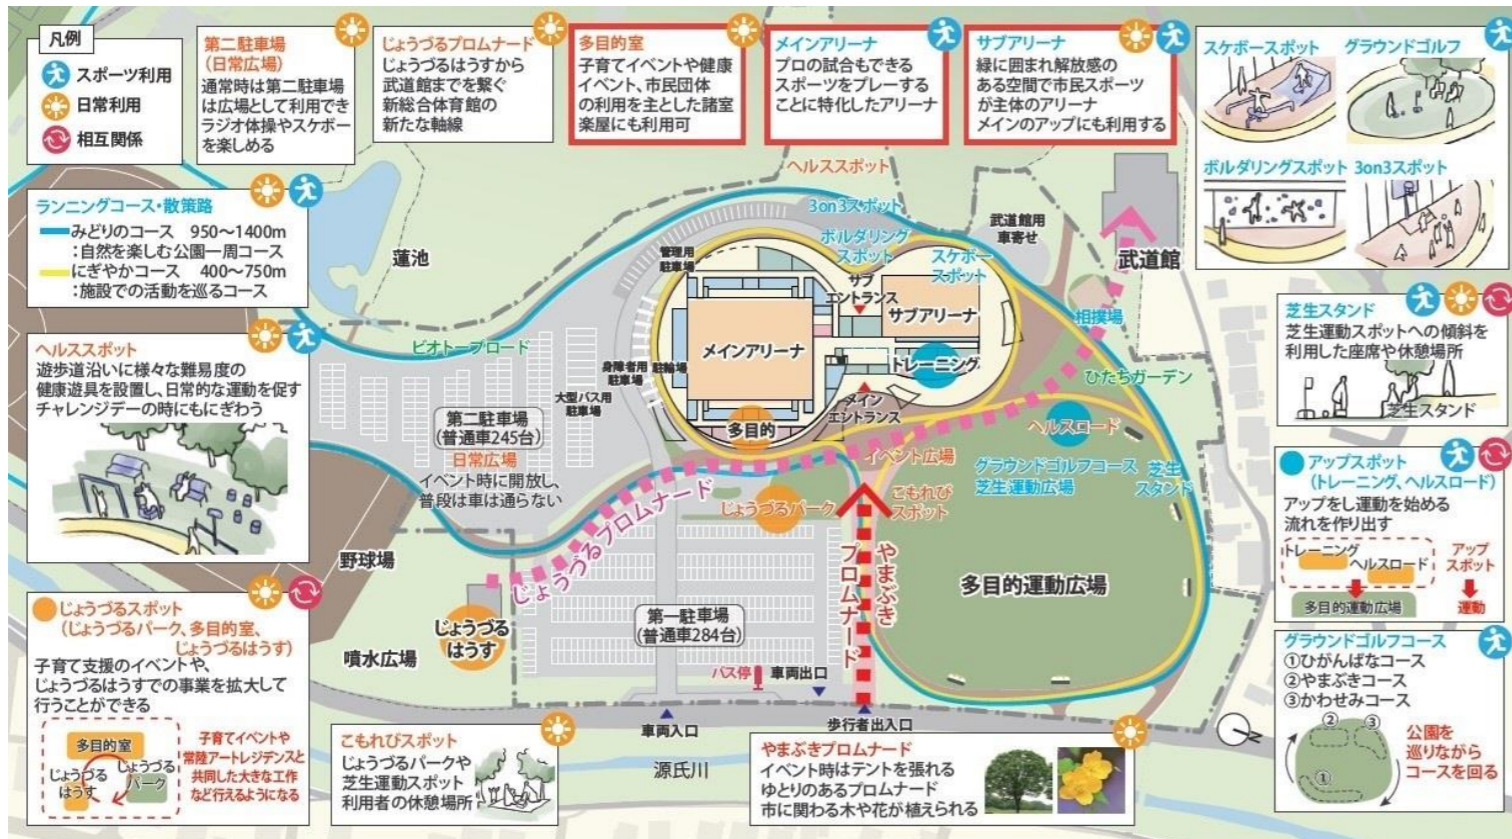 凡例
スポーツ利用
日常利用
相互関係
第二駐車場
(日常広場)
通常時は第二駐車場
は広場として利用でき
ラジオ体操やスケボー
を楽しめる
じょうづるプロムナード
じょうづるはうすから
武道館までを繋ぐ
新総合体育館の
新たな軸線
多目的室
子育てイベントや健康
イベント、市民団体
の利用を主とした諸室
楽屋にも利用可
メインアリーナ
プロの試合もできる
スポーツをプレーする
ことに特化したアリーナ
サブアリーナ
緑に囲まれ解放感の
ある空間で市民スポーツ
が主体のアリーナ
メインのアップにも利用する
スケボースポット
グラウンドゴルフ
ボルダリングスポット
3on3スポット
ランニングコース・散策路
みどりのコース 950〜1400m
:自然を楽しむ公園一周コース
にぎやかコース 400〜750m
:施設での活動を巡るコース
ヘルススポット
遊歩道沿いに様々な難易度の
健康遊具を設置し、日常的な運動を促す
チャレンジデーの時にもにぎわう
じょうづるスポット
(じょうづるパーク、多目的室、
じょうづるはうす)
子育て支援のイベントや、
じょうづるはうすでの事業を拡大して
行うことができる
多目的室
じょうづる
はうす
じょうづる
パーク
子育てイベントや
常陸アートレジデンスと
共同した大きな工作
など行えるようになる
ヘルススポット
3on3スポット
ボルダリング
スポット
スケボー
スポット
武道館用
車寄せ
武道館
管理用
駐車場
蓮池
サブ
エントランス
サブアリーナ
メインアリーナ
相撲場
トレーニング
ビオトープロード
身障者用
駐車場
駐輪場
大型バス用
駐車場
ひたちガーデン
メイン
エントランス
多目的
第二駐車場
(普通車245台)
日常広場
イベント時に開放し、
普段は車は通らない
ヘルスロード
イベント広場
グラウンドゴルフコース
芝生運動広場
芝生
スタンド
じょうづるパーク
こもれび
スポット
じょうづるプロムナード
やまぶき
プロムナード
野球場
多目的運動広場
じょうづる
はうす
第一駐車場
(普通車284台)
噴水広場
バス停
車両出口
車両入口
歩行者出入口
源氏川
こもれびスポット
じょうづるパークや
芝生運動スポット
利用者の休憩場所
やまぶきプロムナード
イベント時はテントを張れる
ゆとりのあるプロムナード
市に関わる木や花が植えられる
芝生スタンド
芝生運動スポットへの傾斜を
利用した座席や休憩場所
芝生スタンド
アップスポット
(トレーニング、ヘルスロード)
アップをし運動を始める
流れを作り出す
トレーニング
ヘルスロード
多目的運動広場
アップ
スポット
運動
グラウンドゴルフコース
①ひがんばなコース
②やまぶきコース
③かわせみコース
②
③
①
公園を
巡りながら
コースを回る